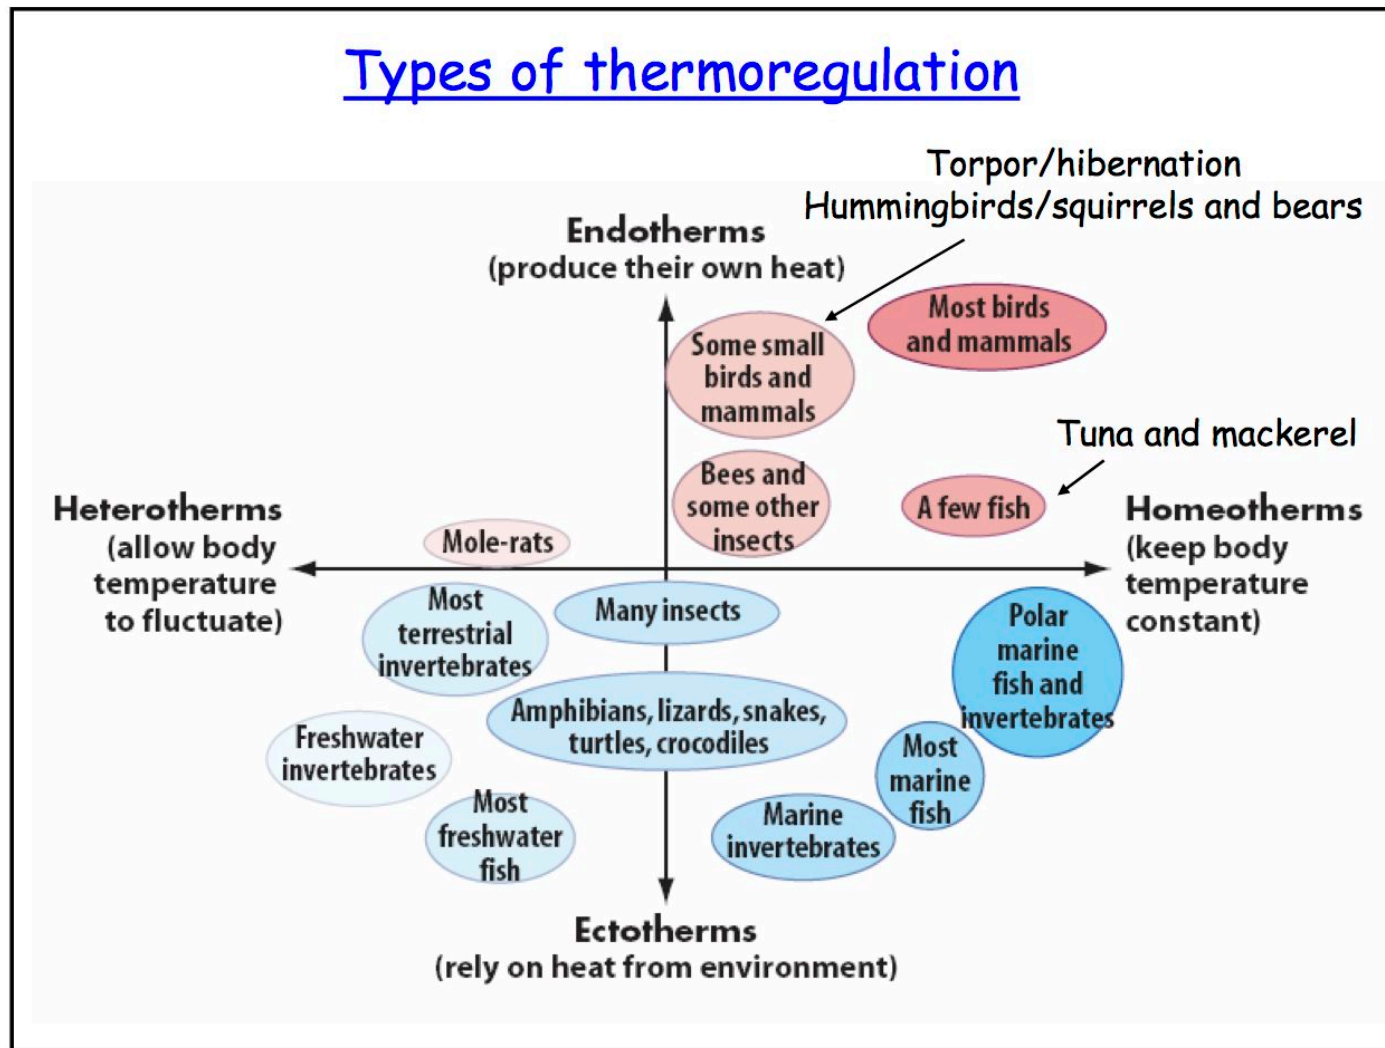 Types of thermoregulation
Torpor/hibernation
Hummingbirds/squirrels and bears
Endotherms
(produce their own heat)
Most birds
and mammals
Some small
birds and
mammals
Tuna and mackerel
Bees and
some other
insects
A few fish
Heterotherms
(allow body
temperature
to fluctuate)
Mole-rats
Homeotherms
(keep body
temperature
constant)
Most
terrestrial
invertebrates
Many insects
Polar
marine
fish and
invertebrates
Amphibians, lizards, snakes,
turtles, crocodiles
Freshwater
invertebrates
Most
marine
fish
Most
freshwater
fish
Marine
invertebrates
Ectotherms
(rely on heat from environment)